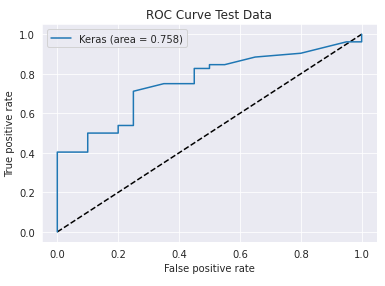 ROC Curve Test Data
Keras (area = 0.758)
True positive rate
1.0
0.8
0.6
0.4
0.2
0.0
0.0 0.2 0.4 0.6 0.8 1.0
False positive rate